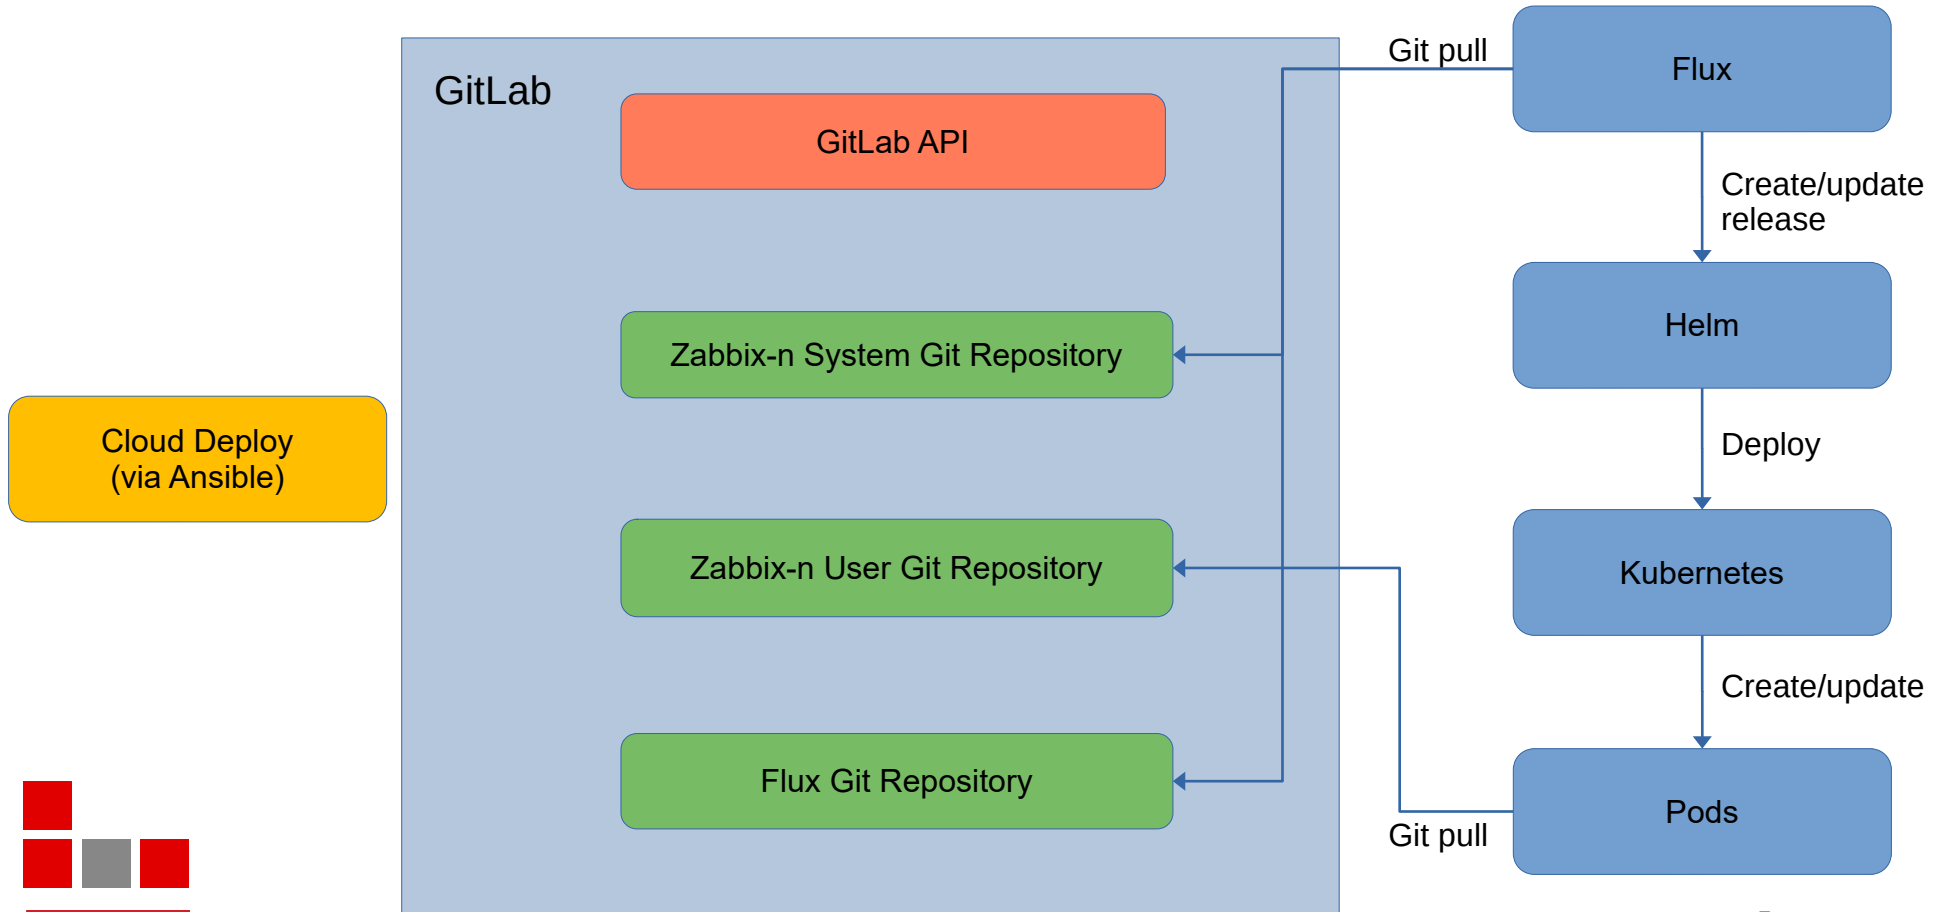 GitLab
GitLab API
Zabbix-n System Git Repository
Zabbix-n User Git Repository
Flux Git Repository
Cloud Deploy
(via Ansible)
Git pull
Flux
Create/update
release
Helm
Deploy
Kubernetes
Create/update
Pods
Git pull